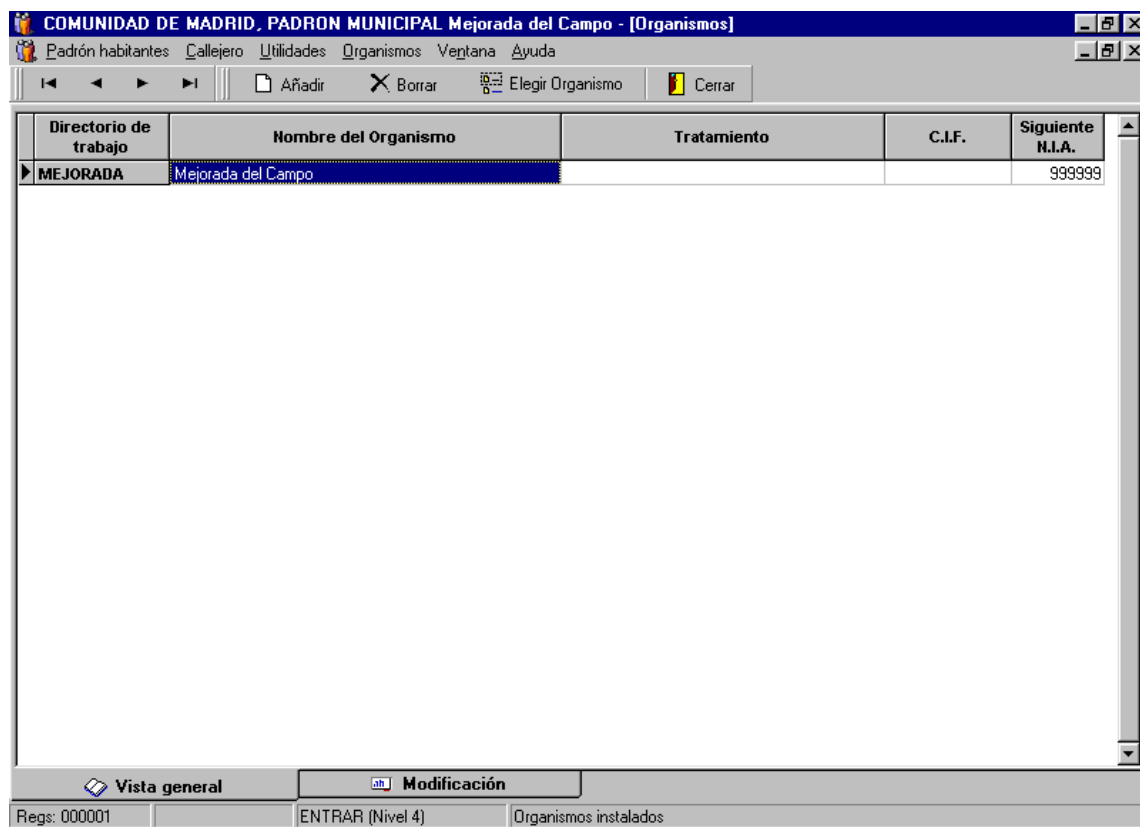 COMUNIDAD DE MADRID, PADRON MUNICIPAL Mejorada del Campo - [Organismos]
Padrón habitantes Callejero Utilidades Organismos Ventana Ayuda
Añadir Borrar Elegir Organismo Cerrar
Directorio de trabajo Nombre del Organismo Tratamiento C.I.F. Siguiente N.I.A.
MEJORADA Mejorada del Campo 999999
Vista general Modificación
Regs: 000001 ENTRAR (Nivel 4) Organismos instalados